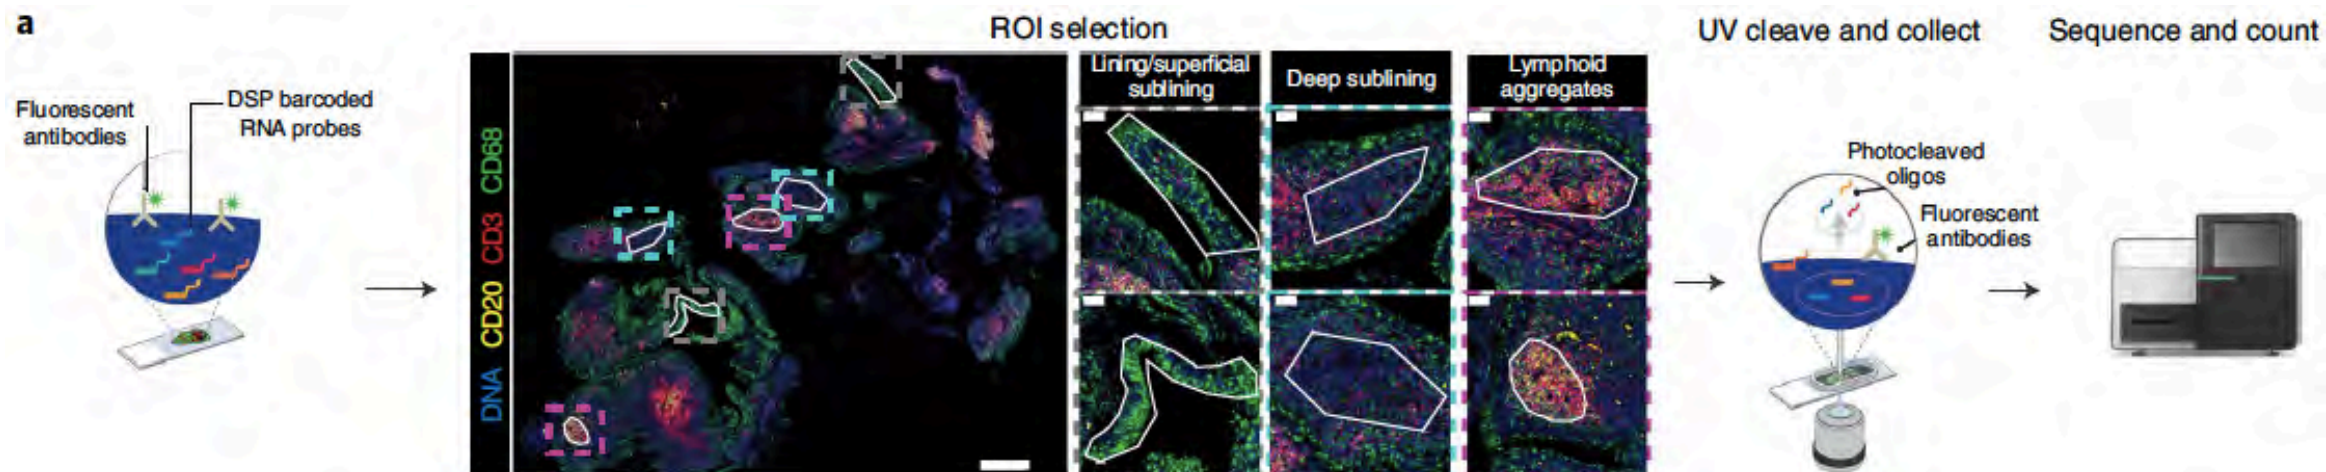 a
ROI selection
UV cleave and collect
Sequence and count
Fluorescent
antibodies
DSP barcoded
RNA probes
DNA CD20 CD3 CD68
Lining/superficial
sublining
Deep sublining
Lymphoid
aggregates
Photocleaved
oligos
Fluorescent
antibodies